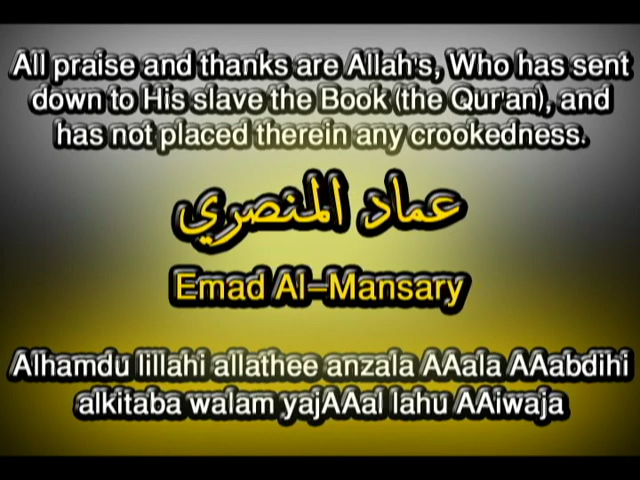 All praise and thanks are Allah's, Who has sent
down to His slave the Book (the Qur'an), and
has not placed therein any crookedness.
عماد المنصري
Emad Al-Mansary
Alhamdu lillahi allathee anzala AAala AAabdihi
alkitaba walam yajAAal lahu AAiwaja